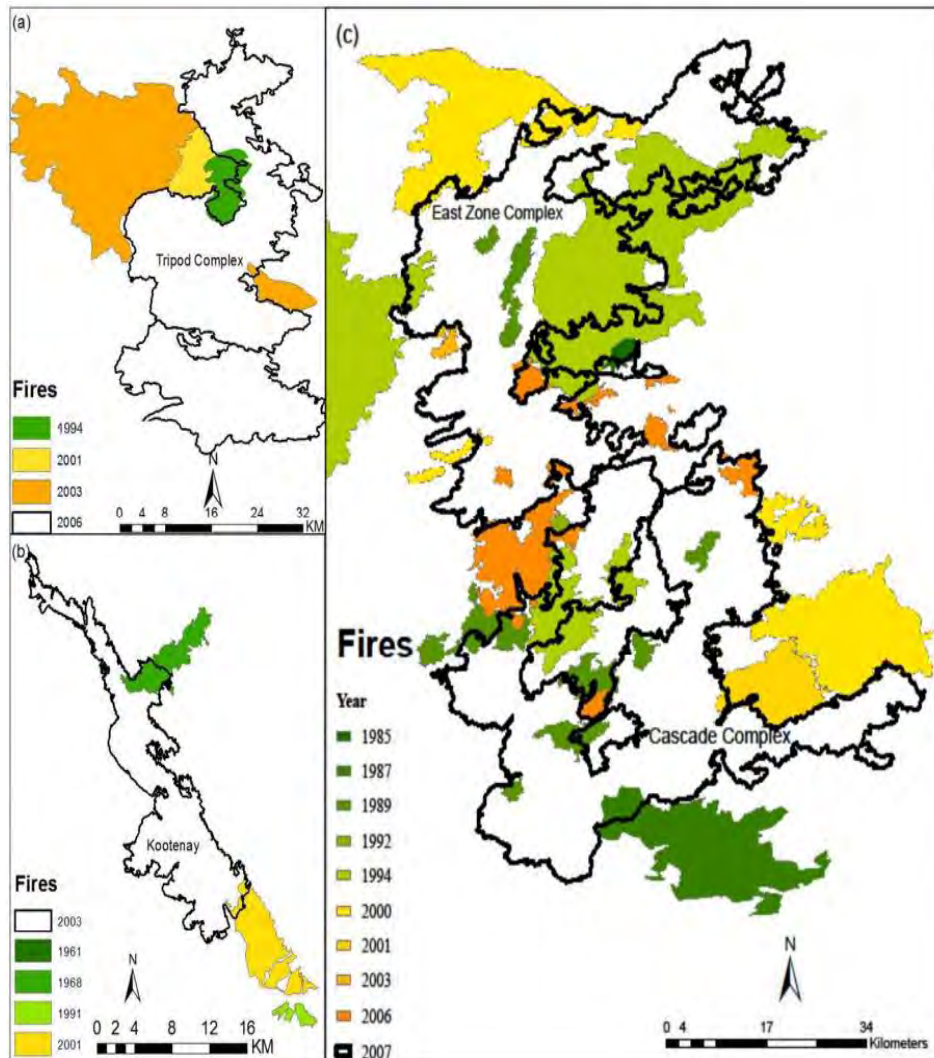 (a)
Tripod Complex
Fires
1994
2001
2003
2006
N
0 4 8 16 24 32
KM
(b)
Kootenay
Fires
2003
1961
1968
1991
2001
N
0 2 4 8 12 16
KM
(c)
East Zone Complex
Cascade Complex
Fires
Year
1985
1987
1989
1992
1994
2000
2001
2003
2006
2007
N
0 4 17 34
Kilometers